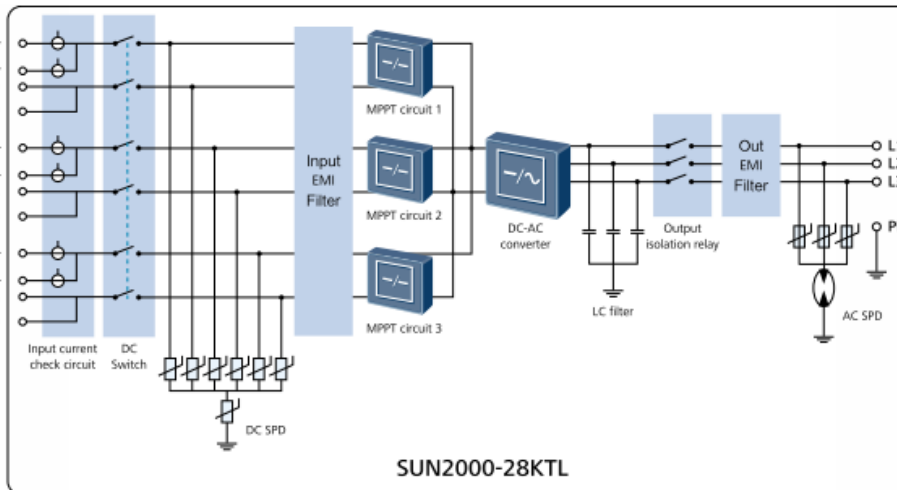 MPPT circuit 1
Input
EMI
Filter
MPPT circuit 2
DC-AC
converter
Output
isolation relay
Out
EMI
Filter
MPPT circuit 3
LC filter
AC SPD
Input current
check circuit
DC
Switch
DC SPD
SUN2000-28KTL